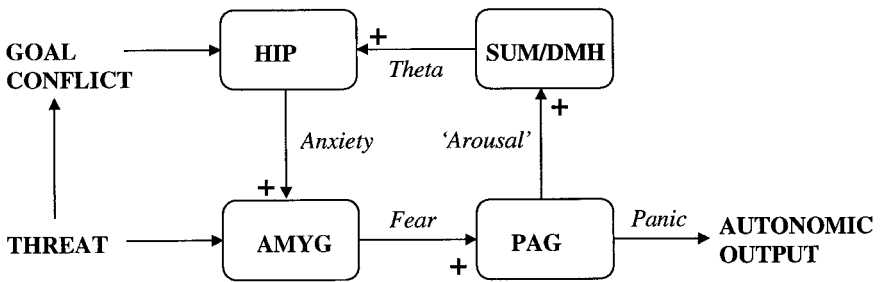 GOAL
CONFLICT
HIP
+
Theta
SUM/DMH
+
Anxiety
‘Arousal’
+
THREAT
AMYG
Fear
+
PAG
Panic
AUTONOMIC
OUTPUT